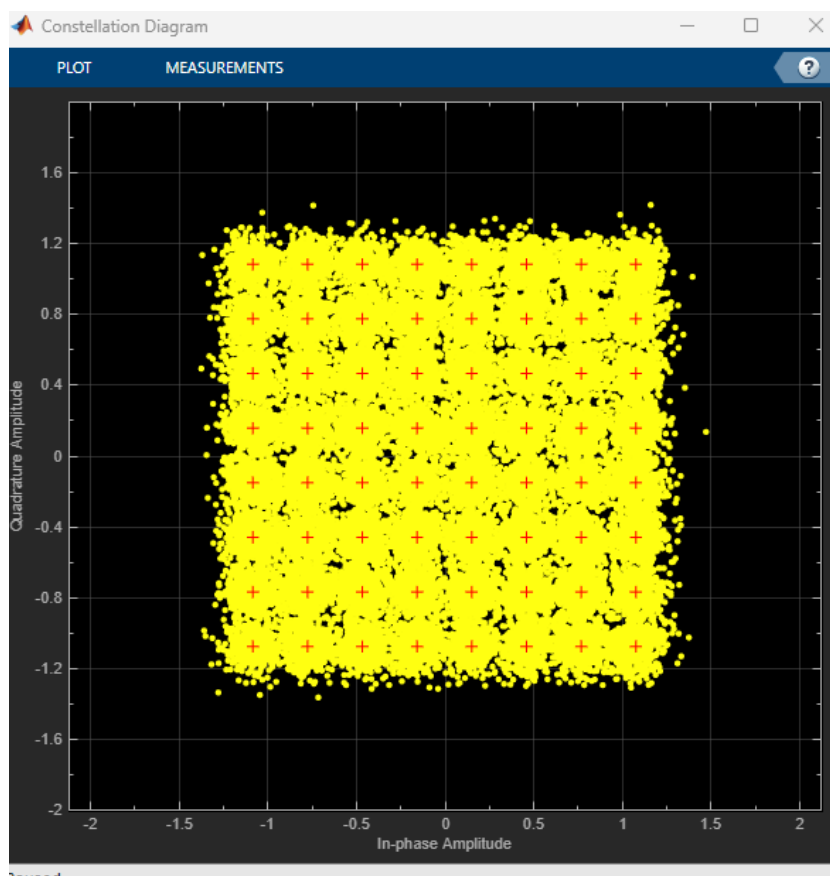 Constellation Diagram
PLOT MEASUREMENTS ?
1.6
1.2
0.8
0.4
0
-0.4
-0.8
-1.2
-1.6
-2
Quadrature Amplitude
-2 -1.5 -1 -0.5 0 0.5 1 1.5 2
In-phase Amplitude